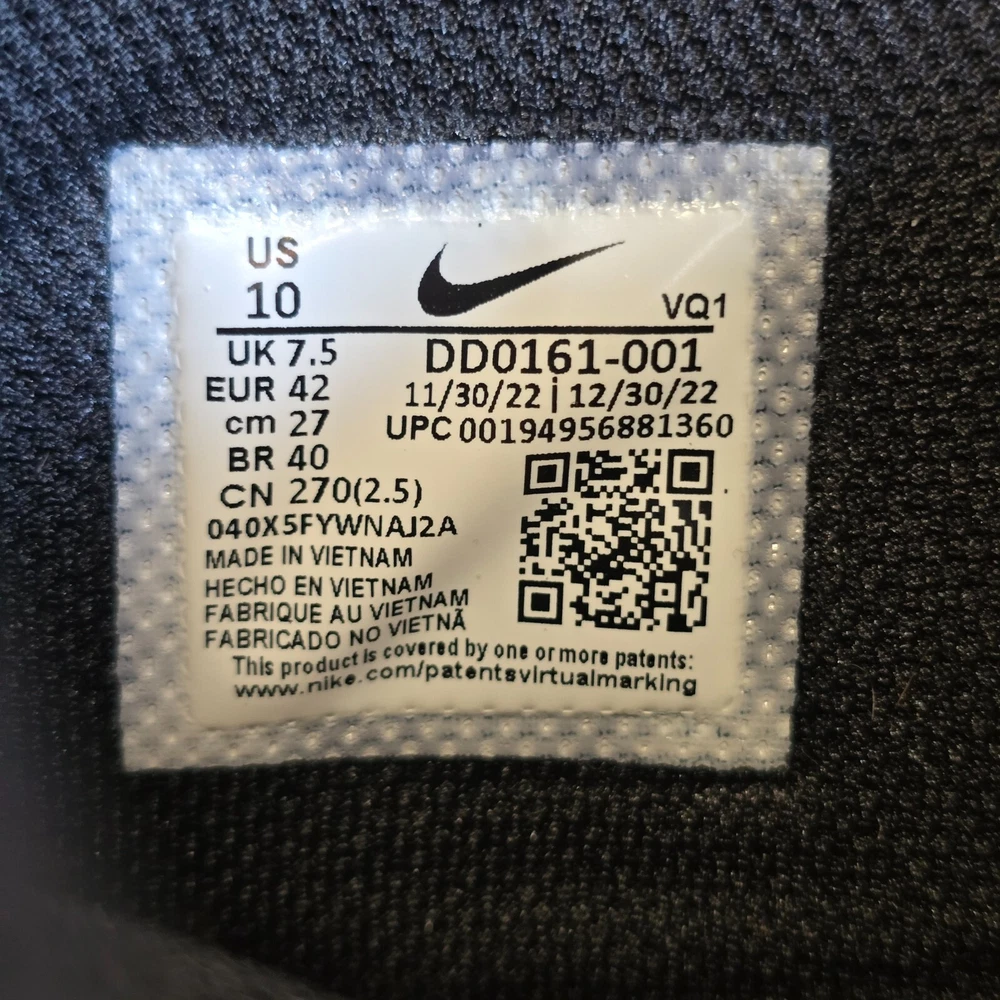 US
10
VQ1
UK 7.5
DD0161-001
EUR 42
11/30/22 | 12/30/22
cm 27
UPC 00194956881360
BR 40
CN 270(2.5)
040X5FYWNAJ2A
MADE IN VIETNAM
HECHO EN VIETNAM
FABRIQUE AU VIETNAM
FABRICADO NO VIETNÃ
This product is covered by one or more patents:
www.nike.com/patentsvirtualmarking